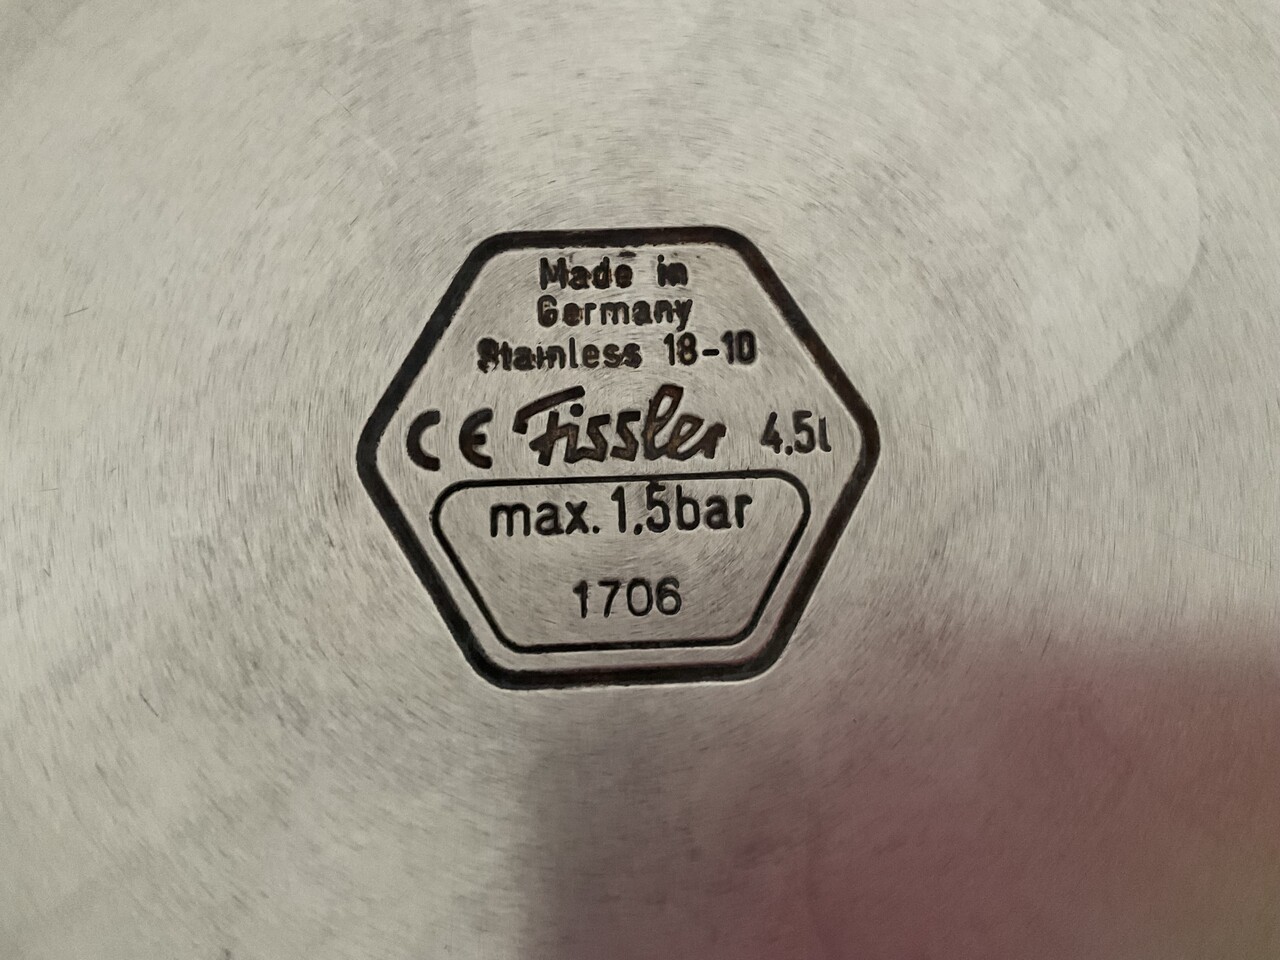 Made in
Germany
Stainless 18-10
CE Fissler 4,5l
max. 1,5bar
1706